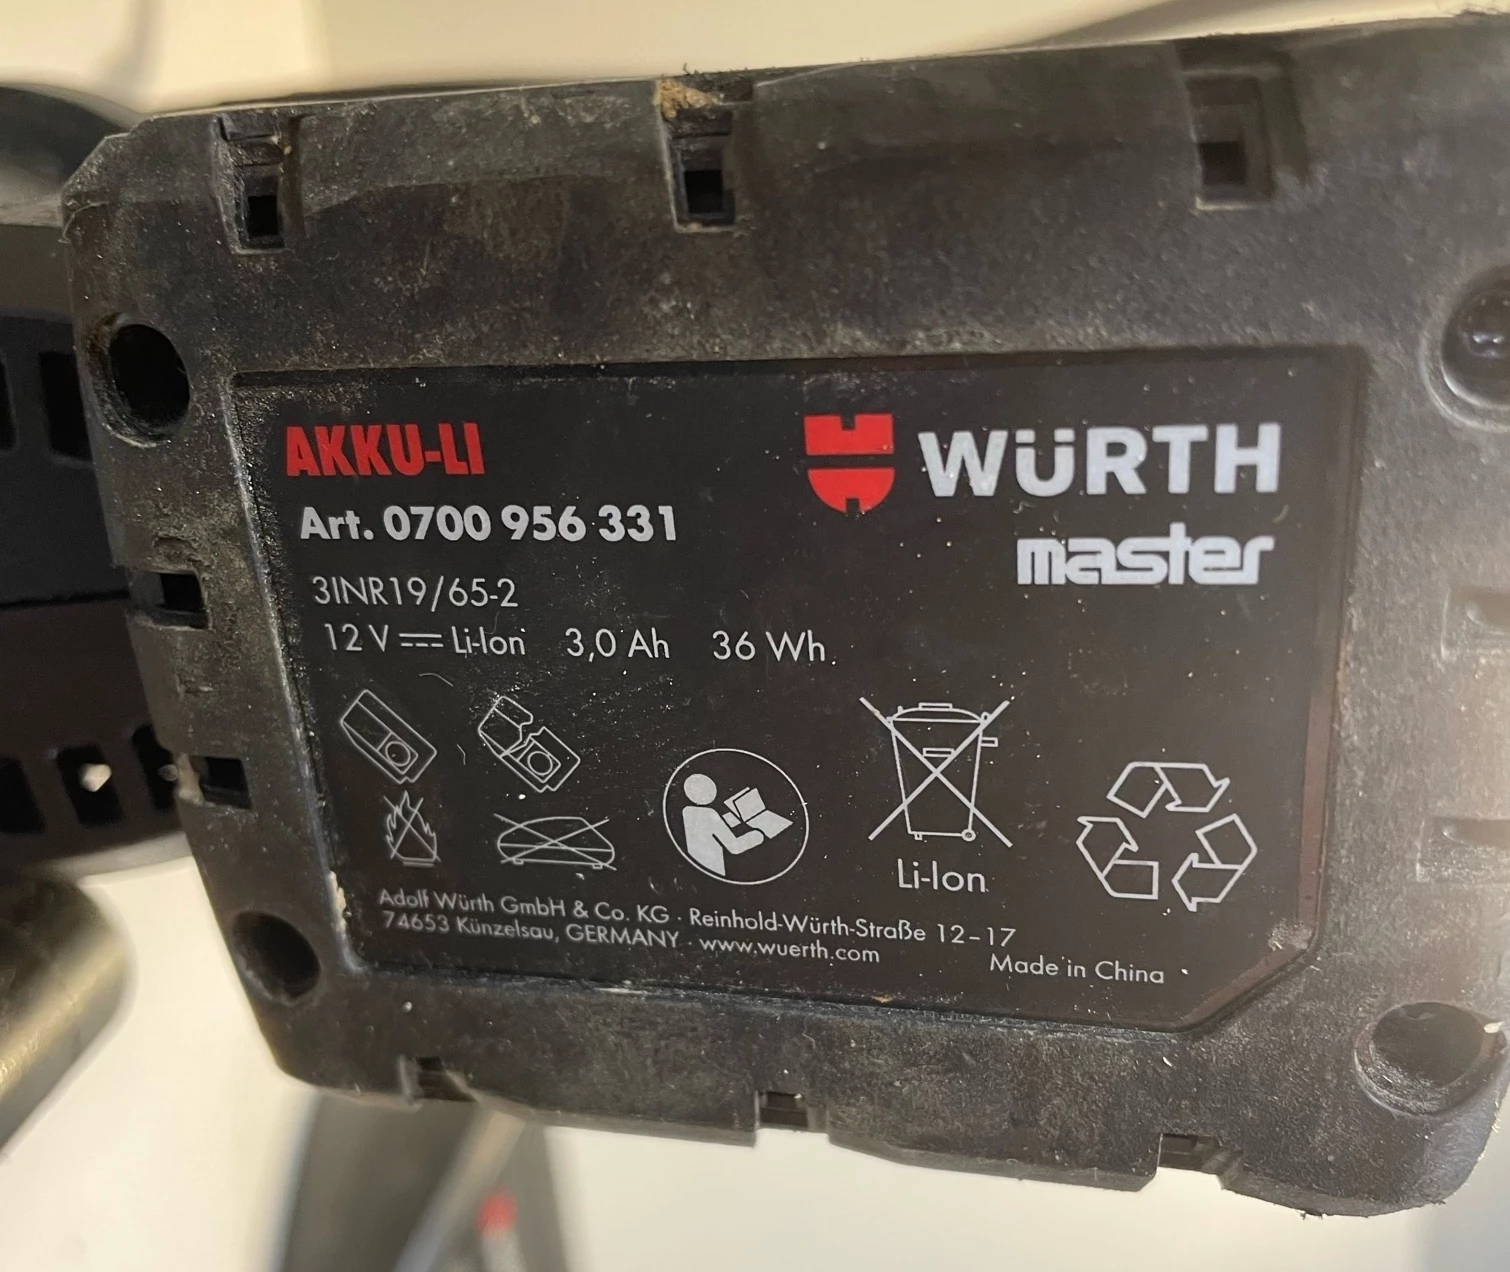 AKKU-LI
WÜRTH
master
Art. 0700 956 331
3INR19/65-2
12 V Li-Ion 3,0 Ah 36 Wh
Li-Ion
Adolf Würth GmbH & Co. KG · Reinhold-Würth-Straße 12–17
74653 Künzelsau, GERMANY · www.wuerth.com
Made in China